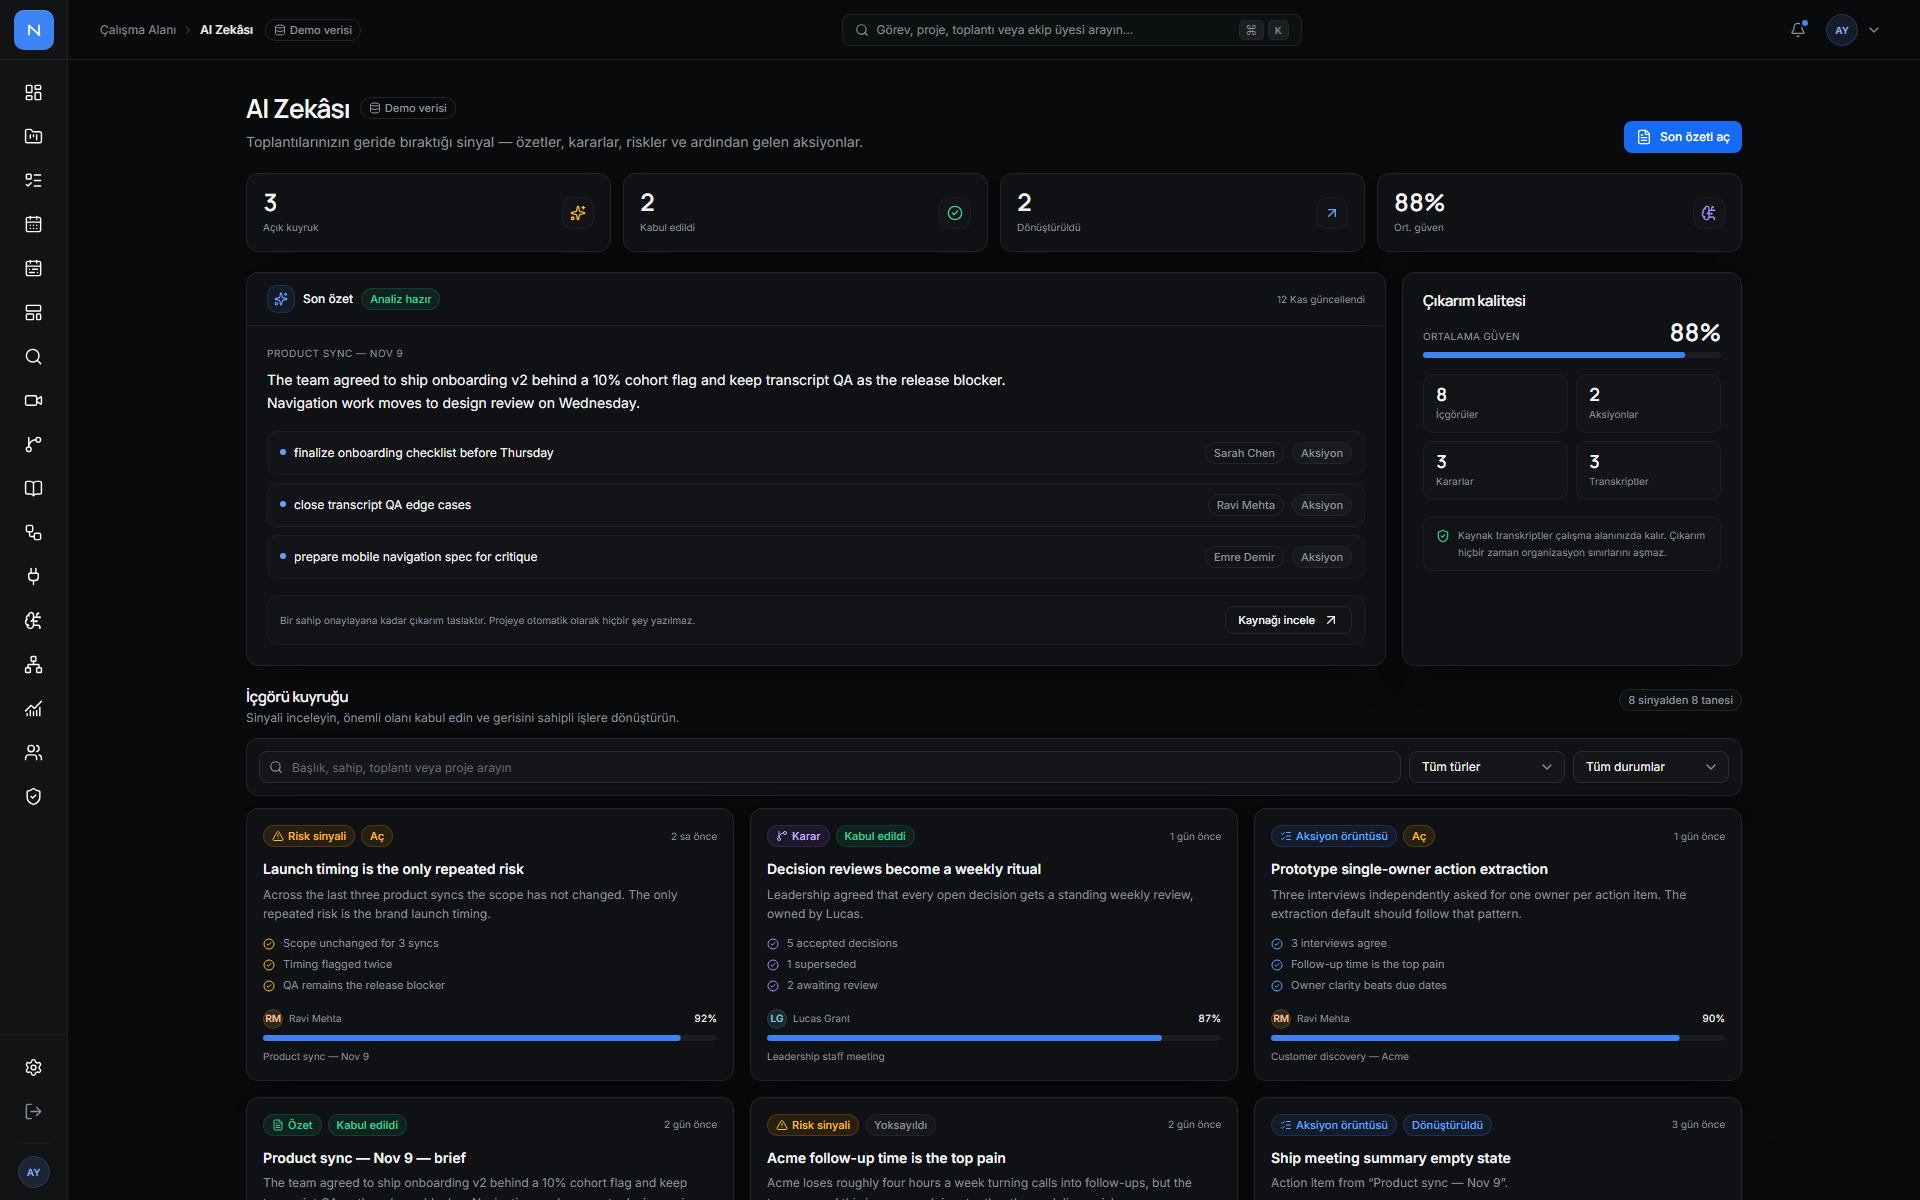 N
Çalışma Alanı
AI Zekâsı
Demo verisi
Görev, proje, toplantı veya ekip üyesi arayın...
⌘ K
AY
AI Zekâsı
Demo verisi
Toplantılarınızın geride bıraktığı sinyal — özetler, kararlar, riskler ve ardından gelen aksiyonlar.
Son özeti aç
3
Açık kuyruk
2
Kabul edildi
2
Dönüştürüldü
88%
Ort. güven
Son özet
Analiz hazır
12 Kas güncellendi
PRODUCT SYNC — NOV 9
The team agreed to ship onboarding v2 behind a 10% cohort flag and keep transcript QA as the release blocker.
Navigation work moves to design review on Wednesday.
finalize onboarding checklist before Thursday
Sarah Chen
Aksiyon
close transcript QA edge cases
Ravi Mehta
Aksiyon
prepare mobile navigation spec for critique
Emre Demir
Aksiyon
Bir sahip onaylayana kadar çıkarım taslaktır. Projeye otomatik olarak hiçbir şey yazılmaz.
Kaynağı incele
Çıkarım kalitesi
ORTALAMA GÜVEN
88%
8
İçgörüler
2
Aksiyonlar
3
Kararlar
3
Transkriptler
Kaynak transkriptler çalışma alanınızda kalır. Çıkarım
hiçbir zaman organizasyon sınırlarını aşmaz.
İçgörü kuyruğu
Sinyali inceleyin, önemli olanı kabul edin ve gerisini sahipli işlere dönüştürün.
8 sinyalden 8 tanesi
Başlık, sahip, toplantı veya proje arayın
Tüm türler
Tüm durumlar
Risk sinyali
Aç
2 sa önce
Launch timing is the only repeated risk
Across the last three product syncs the scope has not changed. The only
repeated risk is the brand launch timing.
Scope unchanged for 3 syncs
Timing flagged twice
QA remains the release blocker
RM
Ravi Mehta
92%
Product sync — Nov 9
Karar
Kabul edildi
1 gün önce
Decision reviews become a weekly ritual
Leadership agreed that every open decision gets a standing weekly review,
owned by Lucas.
5 accepted decisions
1 superseded
2 awaiting review
LG
Lucas Grant
87%
Leadership staff meeting
Aksiyon örüntüsü
Aç
1 gün önce
Prototype single-owner action extraction
Three interviews independently asked for one owner per action item. The
extraction default should follow that pattern.
3 interviews agree
Follow-up time is the top pain
Owner clarity beats due dates
RM
Ravi Mehta
90%
Customer discovery — Acme
Özet
Kabul edildi
2 gün önce
Product sync — Nov 9 — brief
The team agreed to ship onboarding v2 behind a 10% cohort flag and keep
Risk sinyali
Yoksayıldı
2 gün önce
Acme follow-up time is the top pain
Acme loses roughly four hours a week turning calls into follow-ups, but the
Aksiyon örüntüsü
Dönüştürüldü
3 gün önce
Ship meeting summary empty state
Action item from “Product sync — Nov 9”.
AY